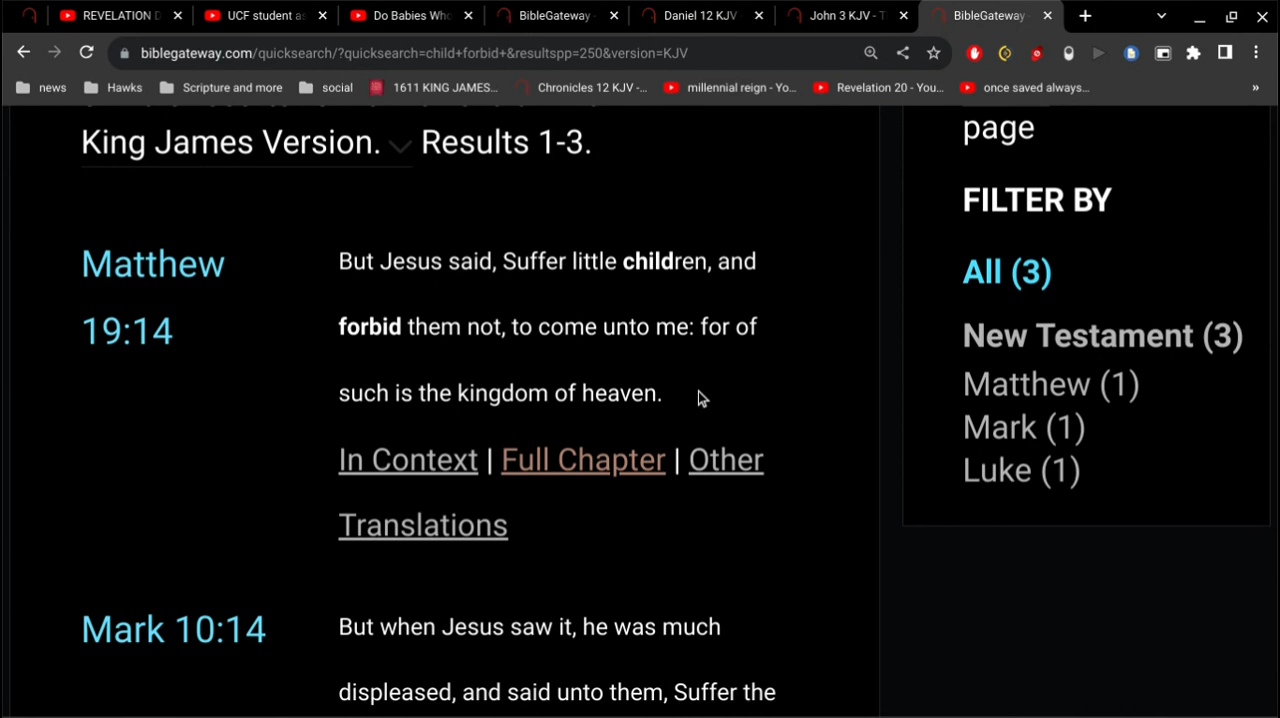 REVELATION D
UCF student as
Do Babies Who
BibleGateway -
Daniel 12 KJV -
John 3 KJV - T
BibleGateway -
biblegateway.com/quicksearch/?quicksearch=child+forbid+&resultspp=250&version=KJV
news
Hawks
Scripture and more
social
1611 KING JAMES...
Chronicles 12 KJV -...
millennial reign - Yo...
Revelation 20 - You...
once saved always...
»
King James Version. Results 1-3.
Matthew
19:14
But Jesus said, Suffer little children, and
forbid them not, to come unto me: for of
such is the kingdom of heaven.
In Context | Full Chapter | Other
Translations
Mark 10:14
But when Jesus saw it, he was much
displeased, and said unto them, Suffer the
page
FILTER BY
All (3)
New Testament (3)
Matthew (1)
Mark (1)
Luke (1)